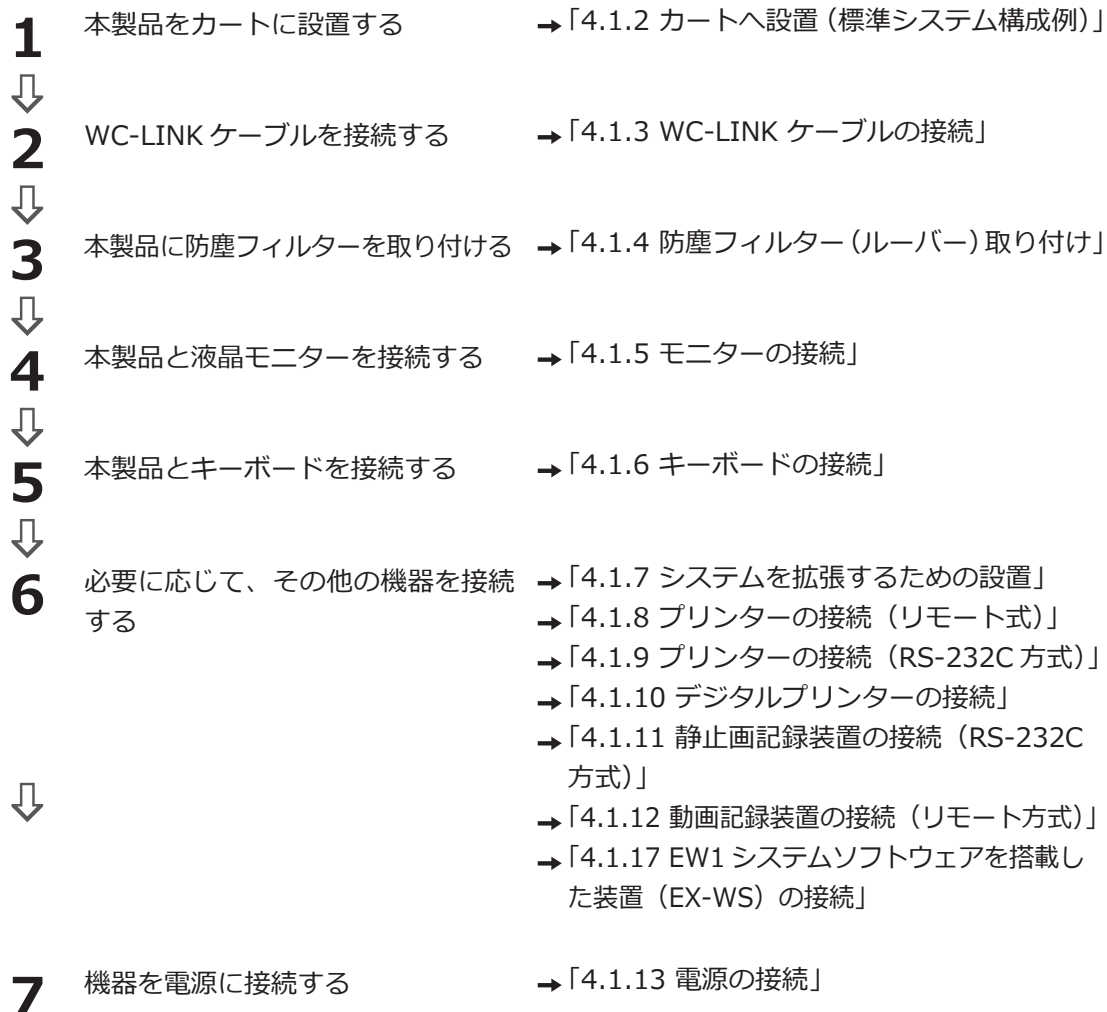 1 本製品をカートに設置する →「4.1.2 カートへ設置(標準システム構成例)」
⇩
2 WC-LINK ケーブルを接続する →「4.1.3 WC-LINK ケーブルの接続」
⇩
3 本製品に防塵フィルターを取り付ける →「4.1.4 防塵フィルター(ルーバー)取り付け」
⇩
4 本製品と液晶モニターを接続する →「4.1.5 モニターの接続」
⇩
5 本製品とキーボードを接続する →「4.1.6 キーボードの接続」
⇩
6 必要に応じて、その他の機器を接続
する
→「4.1.7 システムを拡張するための設置」
→「4.1.8 プリンターの接続(リモート式)」
→「4.1.9 プリンターの接続(RS-232C 方式)」
→「4.1.10 デジタルプリンターの接続」
→「4.1.11 静止画記録装置の接続(RS-232C
方式)」
→「4.1.12 動画記録装置の接続(リモート方式)」
→「4.1.17 EW1 システムソフトウェアを搭載し
た装置(EX-WS)の接続」
⇩
7 機器を電源に接続する →「4.1.13 電源の接続」